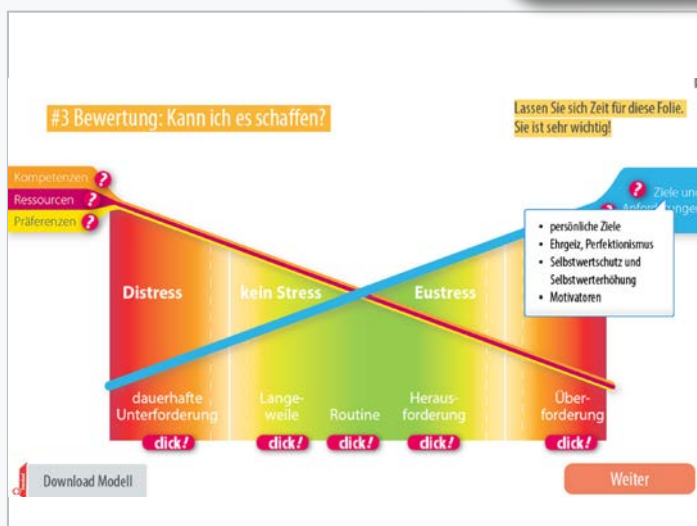 #3 Bewertung: Kann ich es schaffen?
Lassen Sie sich Zeit für diese Folie.
Sie ist sehr wichtig!
Kompetenzen ?
Ressourcen ?
Präferenzen ?
? Ziele und
? Anforderungen
• persönliche Ziele
• Ehrgeiz, Perfektionismus
• Selbstwertschutz und
Selbstwerterhöhung
• Motivatoren
Distress
kein Stress
Eustress
dauerhafte
Unterforderung
Lange-
weile
Routine
Heraus-
forderung
Über-
forderung
click!
click!
click!
click!
click!
Download Modell
Weiter